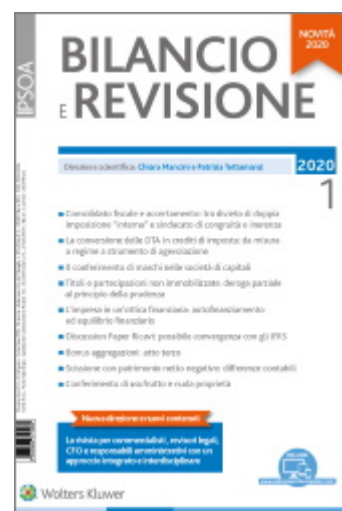 IPSOA
NOVITÀ
2020
BILANCIO
E REVISIONE
Direzione scientifica: Chiara Mancini e Patrizia Tettamanzi
2020
1
Consolidato fiscale e accertamento: tra divieto di doppia
imposizione "interna" e sindacato di congruità e inerenza
La conversione delle DTA in crediti di imposta: da misura
a regime a strumento di agevolazione
Il conferimento di marchi nelle società di capitali
Titoli e partecipazioni non immobilizzate: deroga parziale
al principio della prudenza
L'impresa in un'ottica finanziaria: autofinanziamento
ed equilibrio finanziario
Discussion Paper Ricavi: possibile convergenza con gli IFRS
Bonus aggregazioni: atto terzo
Scissione con patrimonio netto negativo: differenze contabili
Conferimento di usufrutto e nuda proprietà
Nuova direzione e nuovi contenuti
La rivista per commercialisti, revisori legali,
CFO e responsabili amministrativi con un
approccio integrato e interdisciplinare
Wolters Kluwer